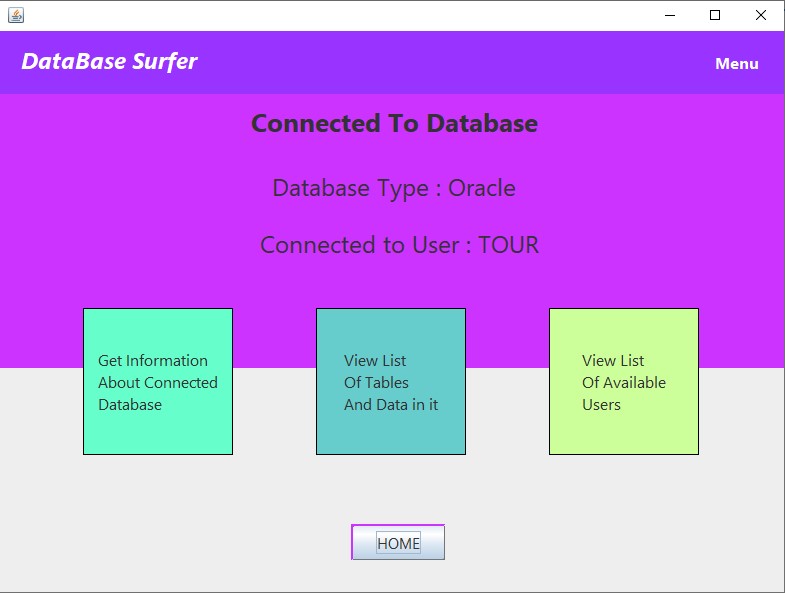 DataBase Surfer
Menu
Connected To Database
Database Type : Oracle
Connected to User : TOUR
Get Information
About Connected
Database
View List
Of Tables
And Data in it
View List
Of Available
Users
HOME